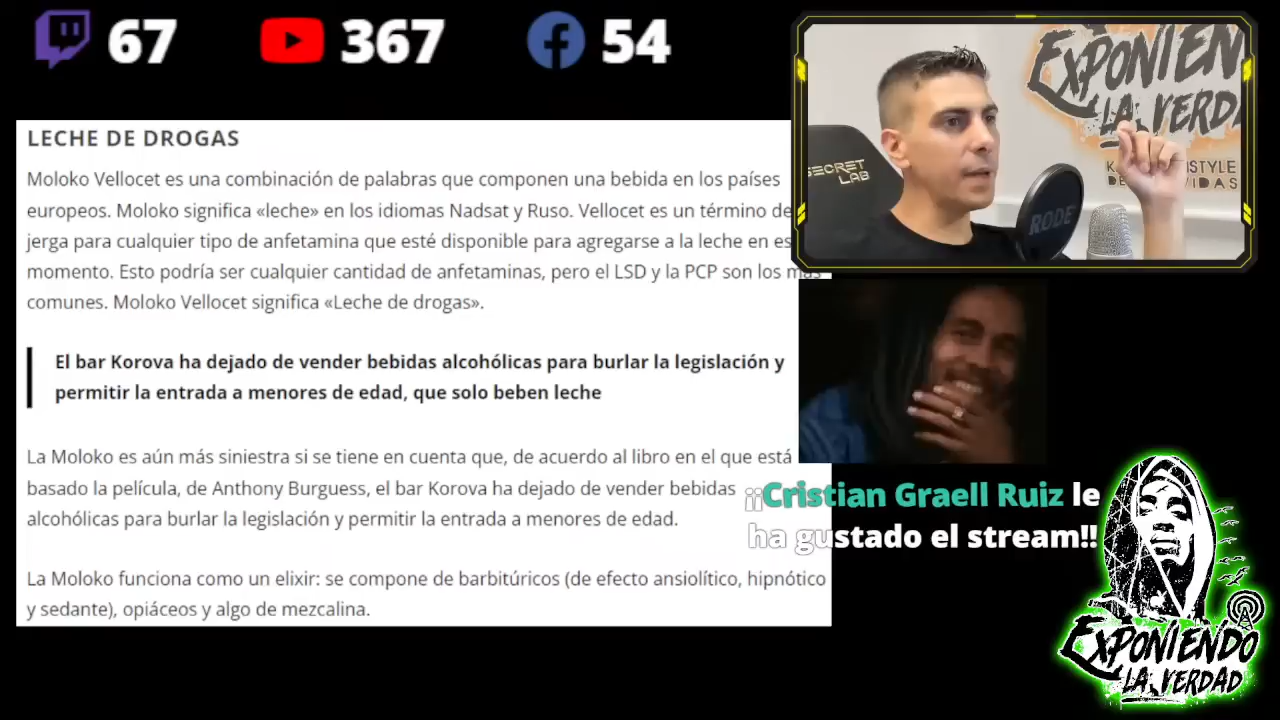 67
367
54
EXPONIEN
LA VERD
STYLE
DE VIDAS
SECRET
LAB
RODE
LECHE DE DROGAS
Moloko Vellocet es una combinación de palabras que componen una bebida en los países
europeos. Moloko significa «leche» en los idiomas Nadsat y Ruso. Vellocet es un término de
jerga para cualquier tipo de anfetamina que esté disponible para agregarse a la leche en es
momento. Esto podría ser cualquier cantidad de anfetaminas, pero el LSD y la PCP son los más
comunes. Moloko Vellocet significa «Leche de drogas».
El bar Korova ha dejado de vender bebidas alcohólicas para burlar la legislación y
permitir la entrada a menores de edad, que solo beben leche
La Moloko es aún más siniestra si se tiene en cuenta que, de acuerdo al libro en el que está
basado la película, de Anthony Burguess, el bar Korova ha dejado de vender bebidas
alcohólicas para burlar la legislación y permitir la entrada a menores de edad.
La Moloko funciona como un elixir: se compone de barbitúricos (de efecto ansiolítico, hipnótico
y sedante), opiáceos y algo de mezcalina.
¡¡Cristian Graell Ruiz le
ha gustado el stream!!
EXPONIENDO
LA VERDAD